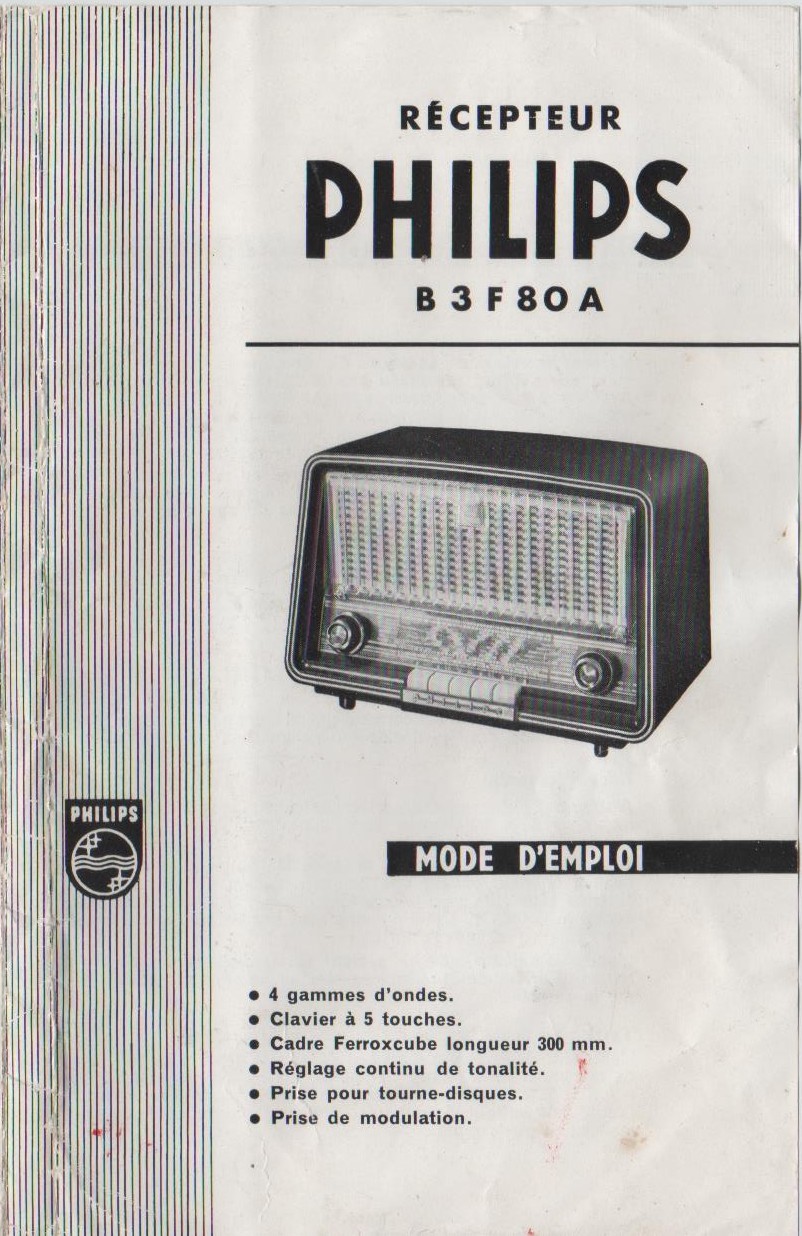 RÉCEPTEUR
PHILIPS
B3F80A
PHILIPS
MODE D'EMPLOI
● 4 gammes d'ondes.
● Clavier à 5 touches.
● Cadre Ferroxcube longueur 300 mm.
● Réglage continu de tonalité.
● Prise pour tourne-disques.
● Prise de modulation.